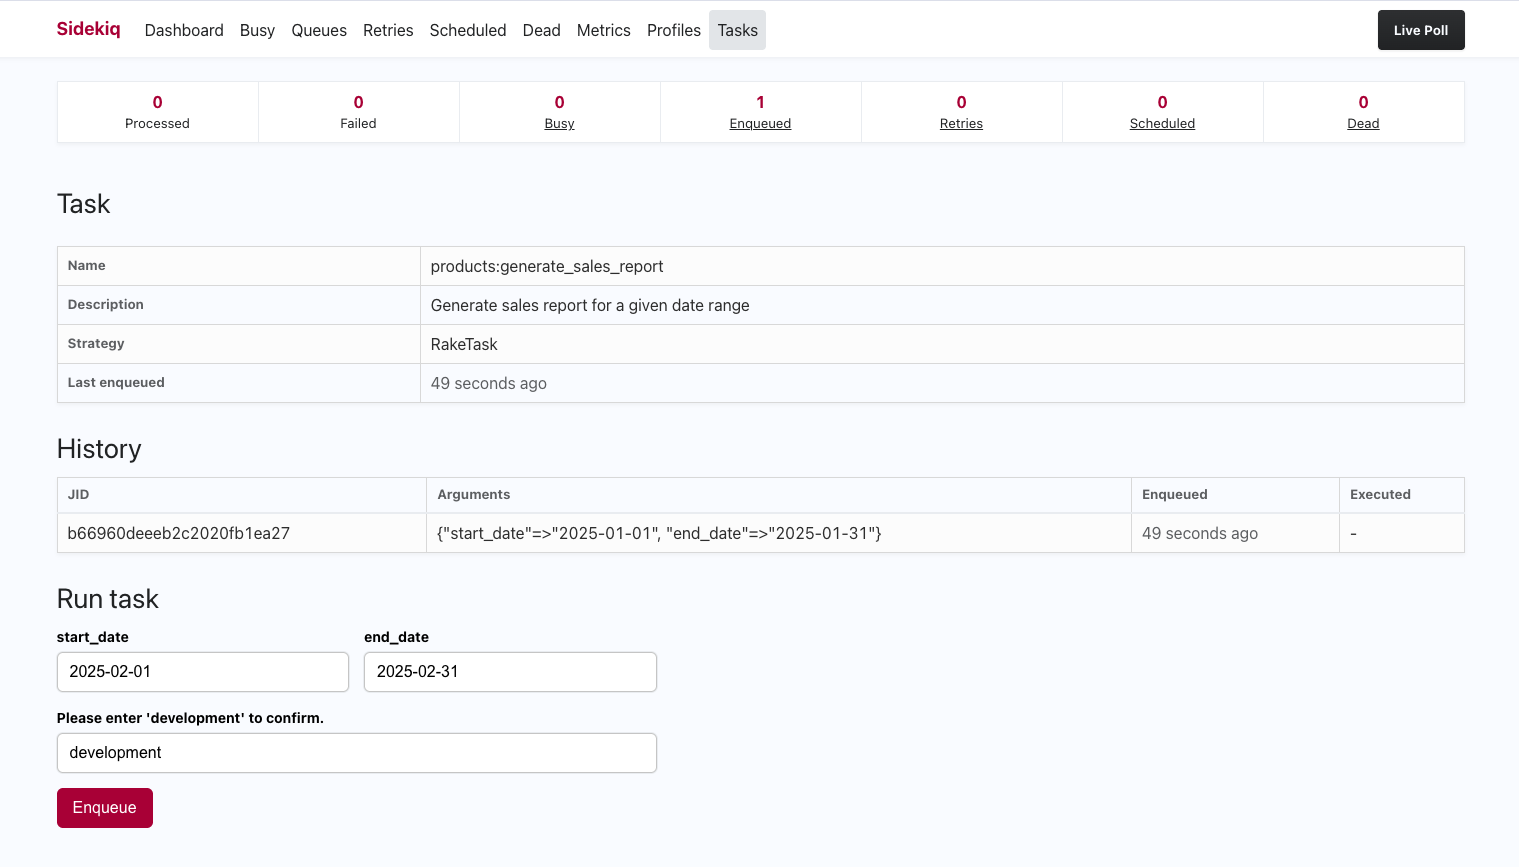 Sidekiq Dashboard Busy Queues Retries Scheduled Dead Metrics Profiles Tasks Live Poll
0 0 0 1 0 0 0
Processed Failed Busy Enqueued Retries Scheduled Dead
Task
Name products:generate_sales_report
Description Generate sales report for a given date range
Strategy RakeTask
Last enqueued 49 seconds ago
History
JID Arguments Enqueued Executed
b66960deeeb2c2020fb1ea27 {"start_date"=>"2025-01-01", "end_date"=>"2025-01-31"} 49 seconds ago -
Run task
start_date end_date
2025-02-01 2025-02-31
Please enter 'development' to confirm.
development
Enqueue